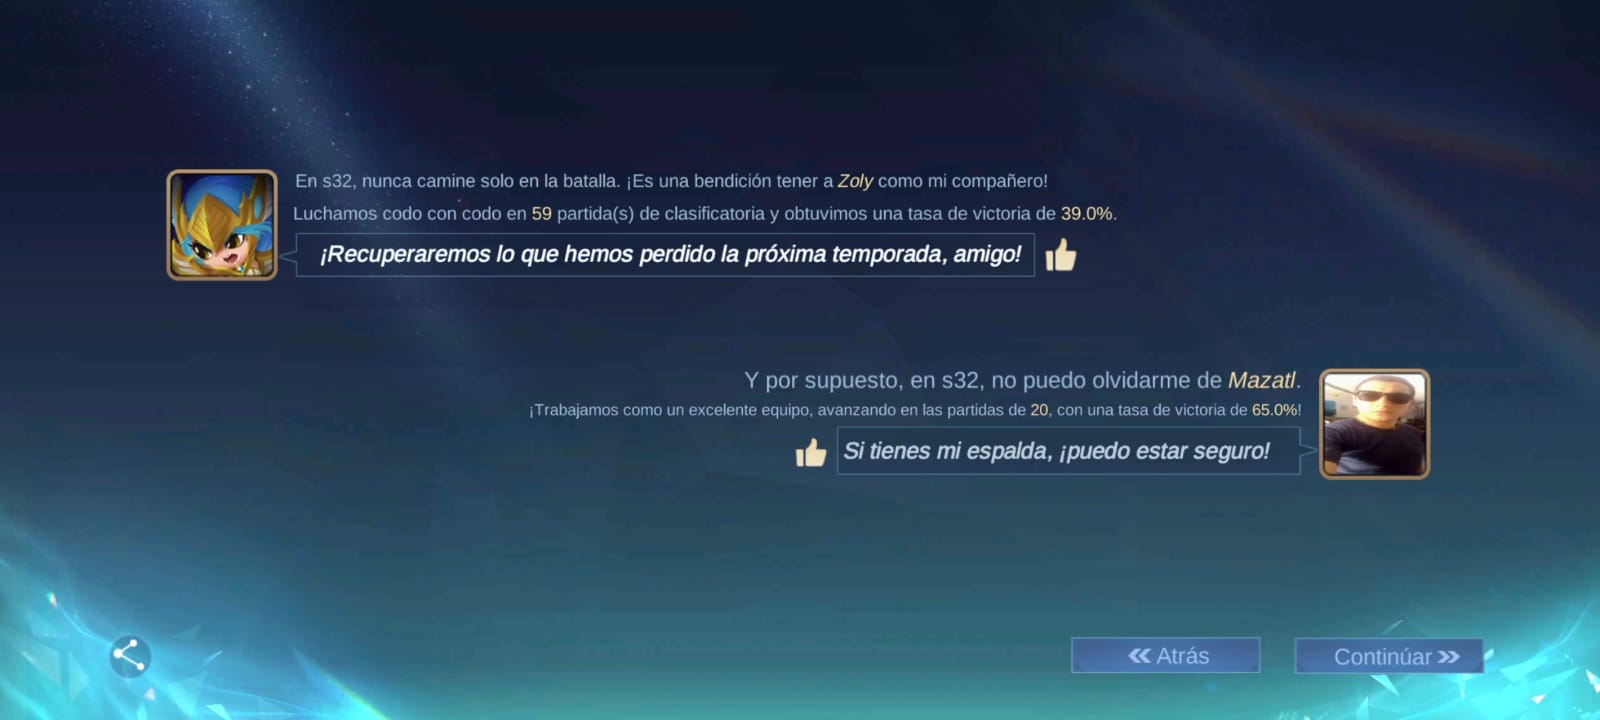 En s32, nunca camine solo en la batalla. ¡Es una bendición tener a Zoly como mi compañero!
Luchamos codo con codo en 59 partida(s) de clasificatoria y obtuvimos una tasa de victoria de 39.0%.
¡Recuperaremos lo que hemos perdido la próxima temporada, amigo!
Y por supuesto, en s32, no puedo olvidarme de Mazatl.
¡Trabajamos como un excelente equipo, avanzando en las partidas de 20, con una tasa de victoria de 65.0%!
Si tienes mi espalda, ¡puedo estar seguro!
Atrás
Continúar